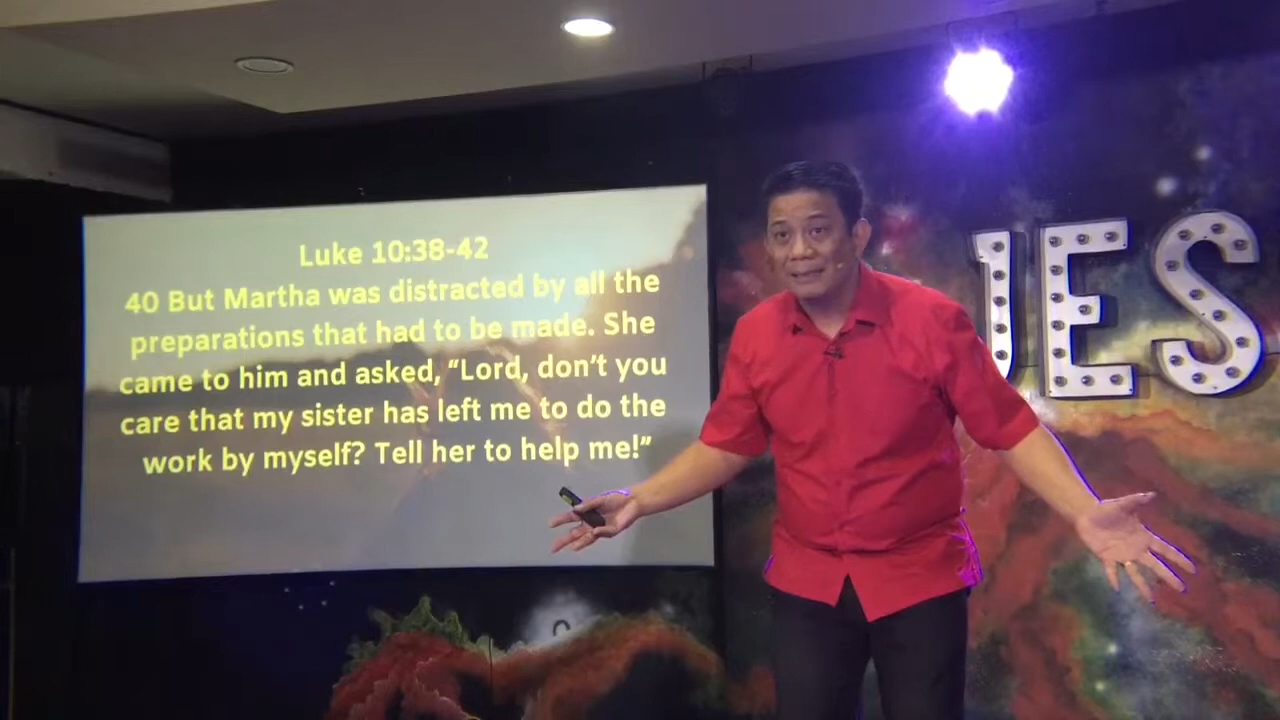 Luke 10:38-42
40 But Martha was distracted by all the
preparations that had to be made. She
came to him and asked, “Lord, don’t you
care that my sister has left me to do the
work by myself? Tell her to help me!”
JES